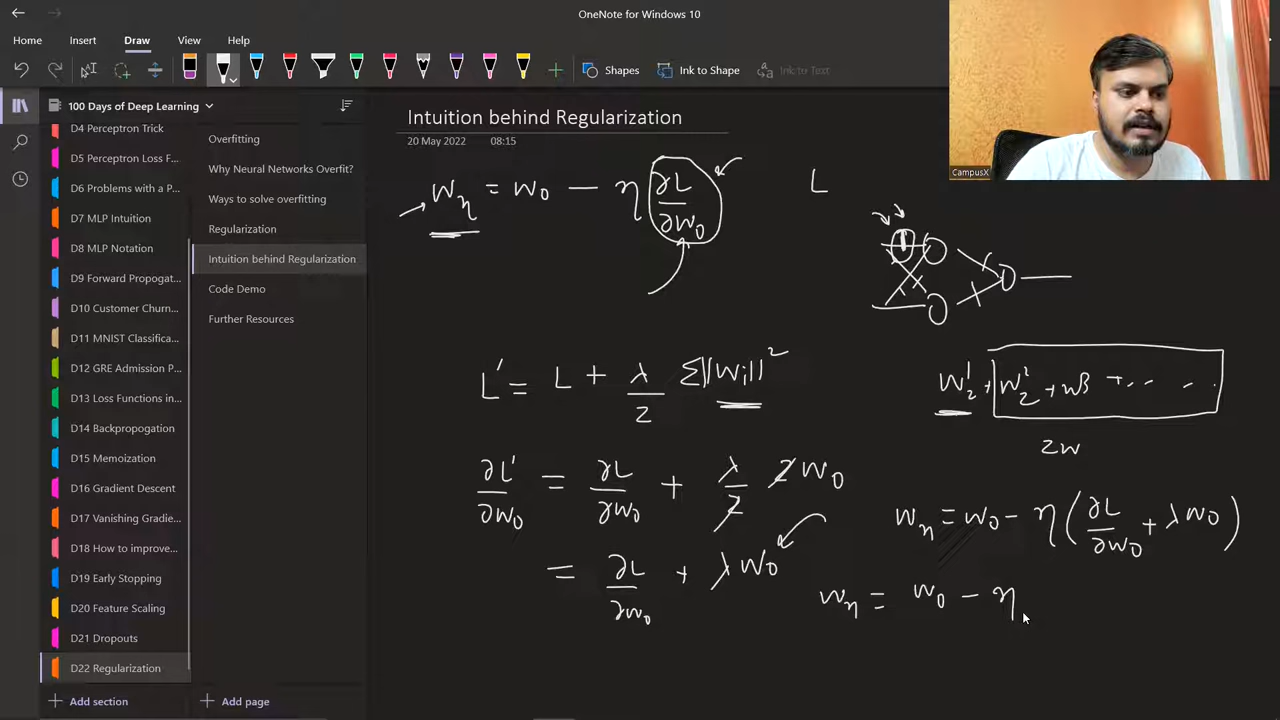 OneNote for Windows 10
Home Insert Draw View Help
Shapes Ink to Shape Ink to Text
100 Days of Deep Learning
D4 Perceptron Trick
D5 Perceptron Loss F...
D6 Problems with a P...
D7 MLP Intuition
D8 MLP Notation
D9 Forward Propogat...
D10 Customer Churn...
D11 MNIST Classifica...
D12 GRE Admission P...
D13 Loss Functions in...
D14 Backpropogation
D15 Memoization
D16 Gradient Descent
D17 Vanishing Gradie...
D18 How to improve...
D19 Early Stopping
D20 Feature Scaling
D21 Dropouts
D22 Regularization
Add section
Overfitting
Why Neural Networks Overfit?
Ways to solve overfitting
Regularization
Intuition behind Regularization
Code Demo
Further Resources
Add page
Intuition behind Regularization
20 May 2022 08:15
Wη = W0 − η ∂L/∂w0
L
L' = L + λ/2 Σ||Wi||²
∂L'/∂w0 = ∂L/∂w0 + λ/2 2W0
= ∂L/∂w0 + λW0
2w
Wη = W0 − η(∂L/∂w0 + λw0)
Wη = W0 − η
CampusX